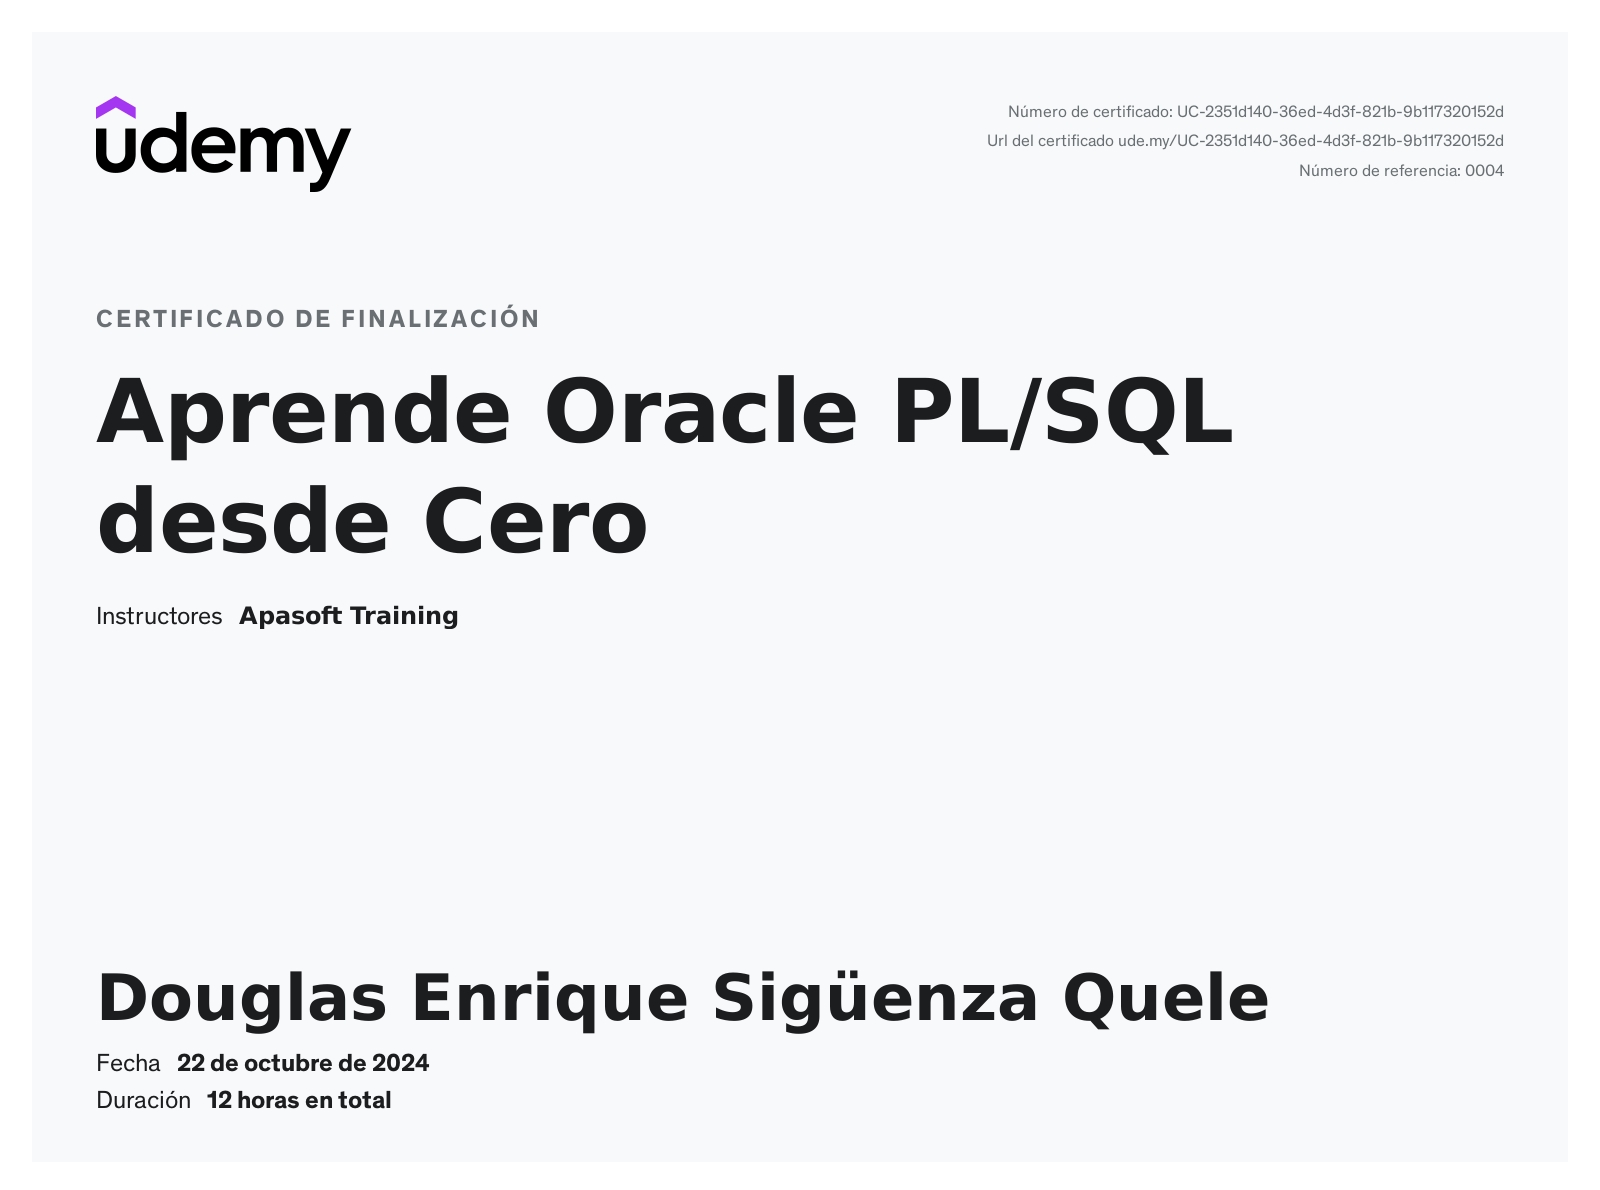 udemy
Número de certificado: UC-2351d140-36ed-4d3f-821b-9b117320152d
Url del certificado ude.my/UC-2351d140-36ed-4d3f-821b-9b117320152d
Número de referencia: 0004
CERTIFICADO DE FINALIZACIÓN
Aprende Oracle PL/SQL
desde Cero
Instructores Apasoft Training
Douglas Enrique Sigüenza Quele
Fecha 22 de octubre de 2024
Duración 12 horas en total